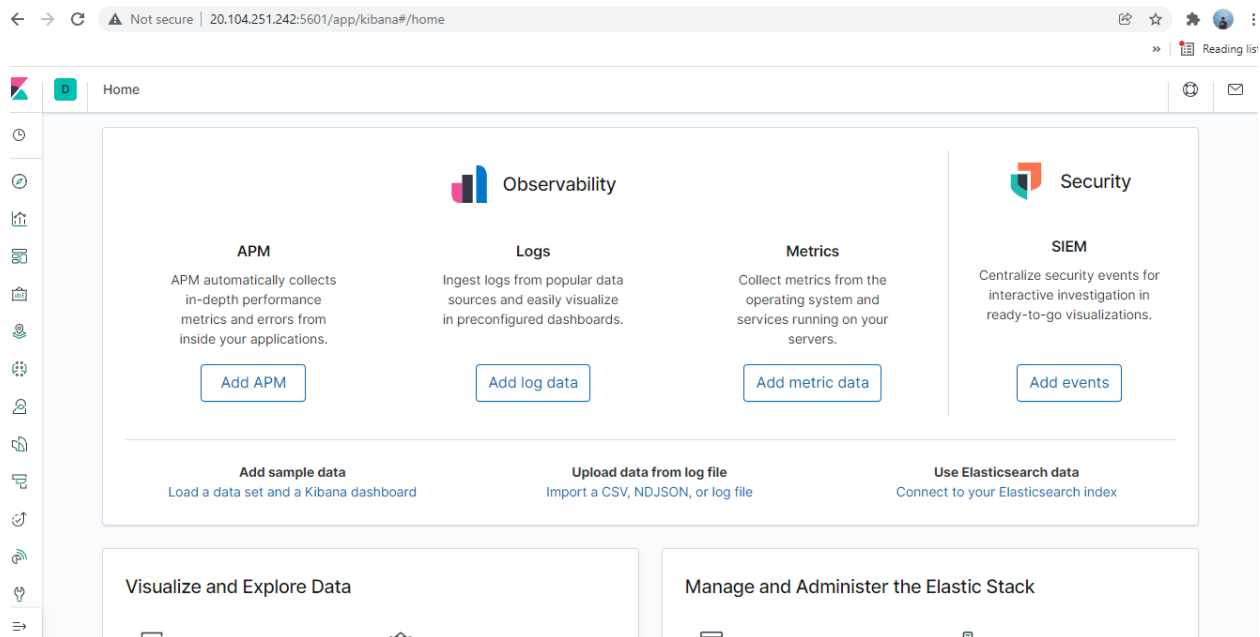 Not secure
20.104.251.242:5601/app/kibana#/home
»
Reading list
D
Home
Observability
Security
APM
APM automatically collects
in-depth performance
metrics and errors from
inside your applications.
Add APM
Logs
Ingest logs from popular data
sources and easily visualize
in preconfigured dashboards.
Add log data
Metrics
Collect metrics from the
operating system and
services running on your
servers.
Add metric data
SIEM
Centralize security events for
interactive investigation in
ready-to-go visualizations.
Add events
Add sample data
Load a data set and a Kibana dashboard
Upload data from log file
Import a CSV, NDJSON, or log file
Use Elasticsearch data
Connect to your Elasticsearch index
Visualize and Explore Data
Manage and Administer the Elastic Stack